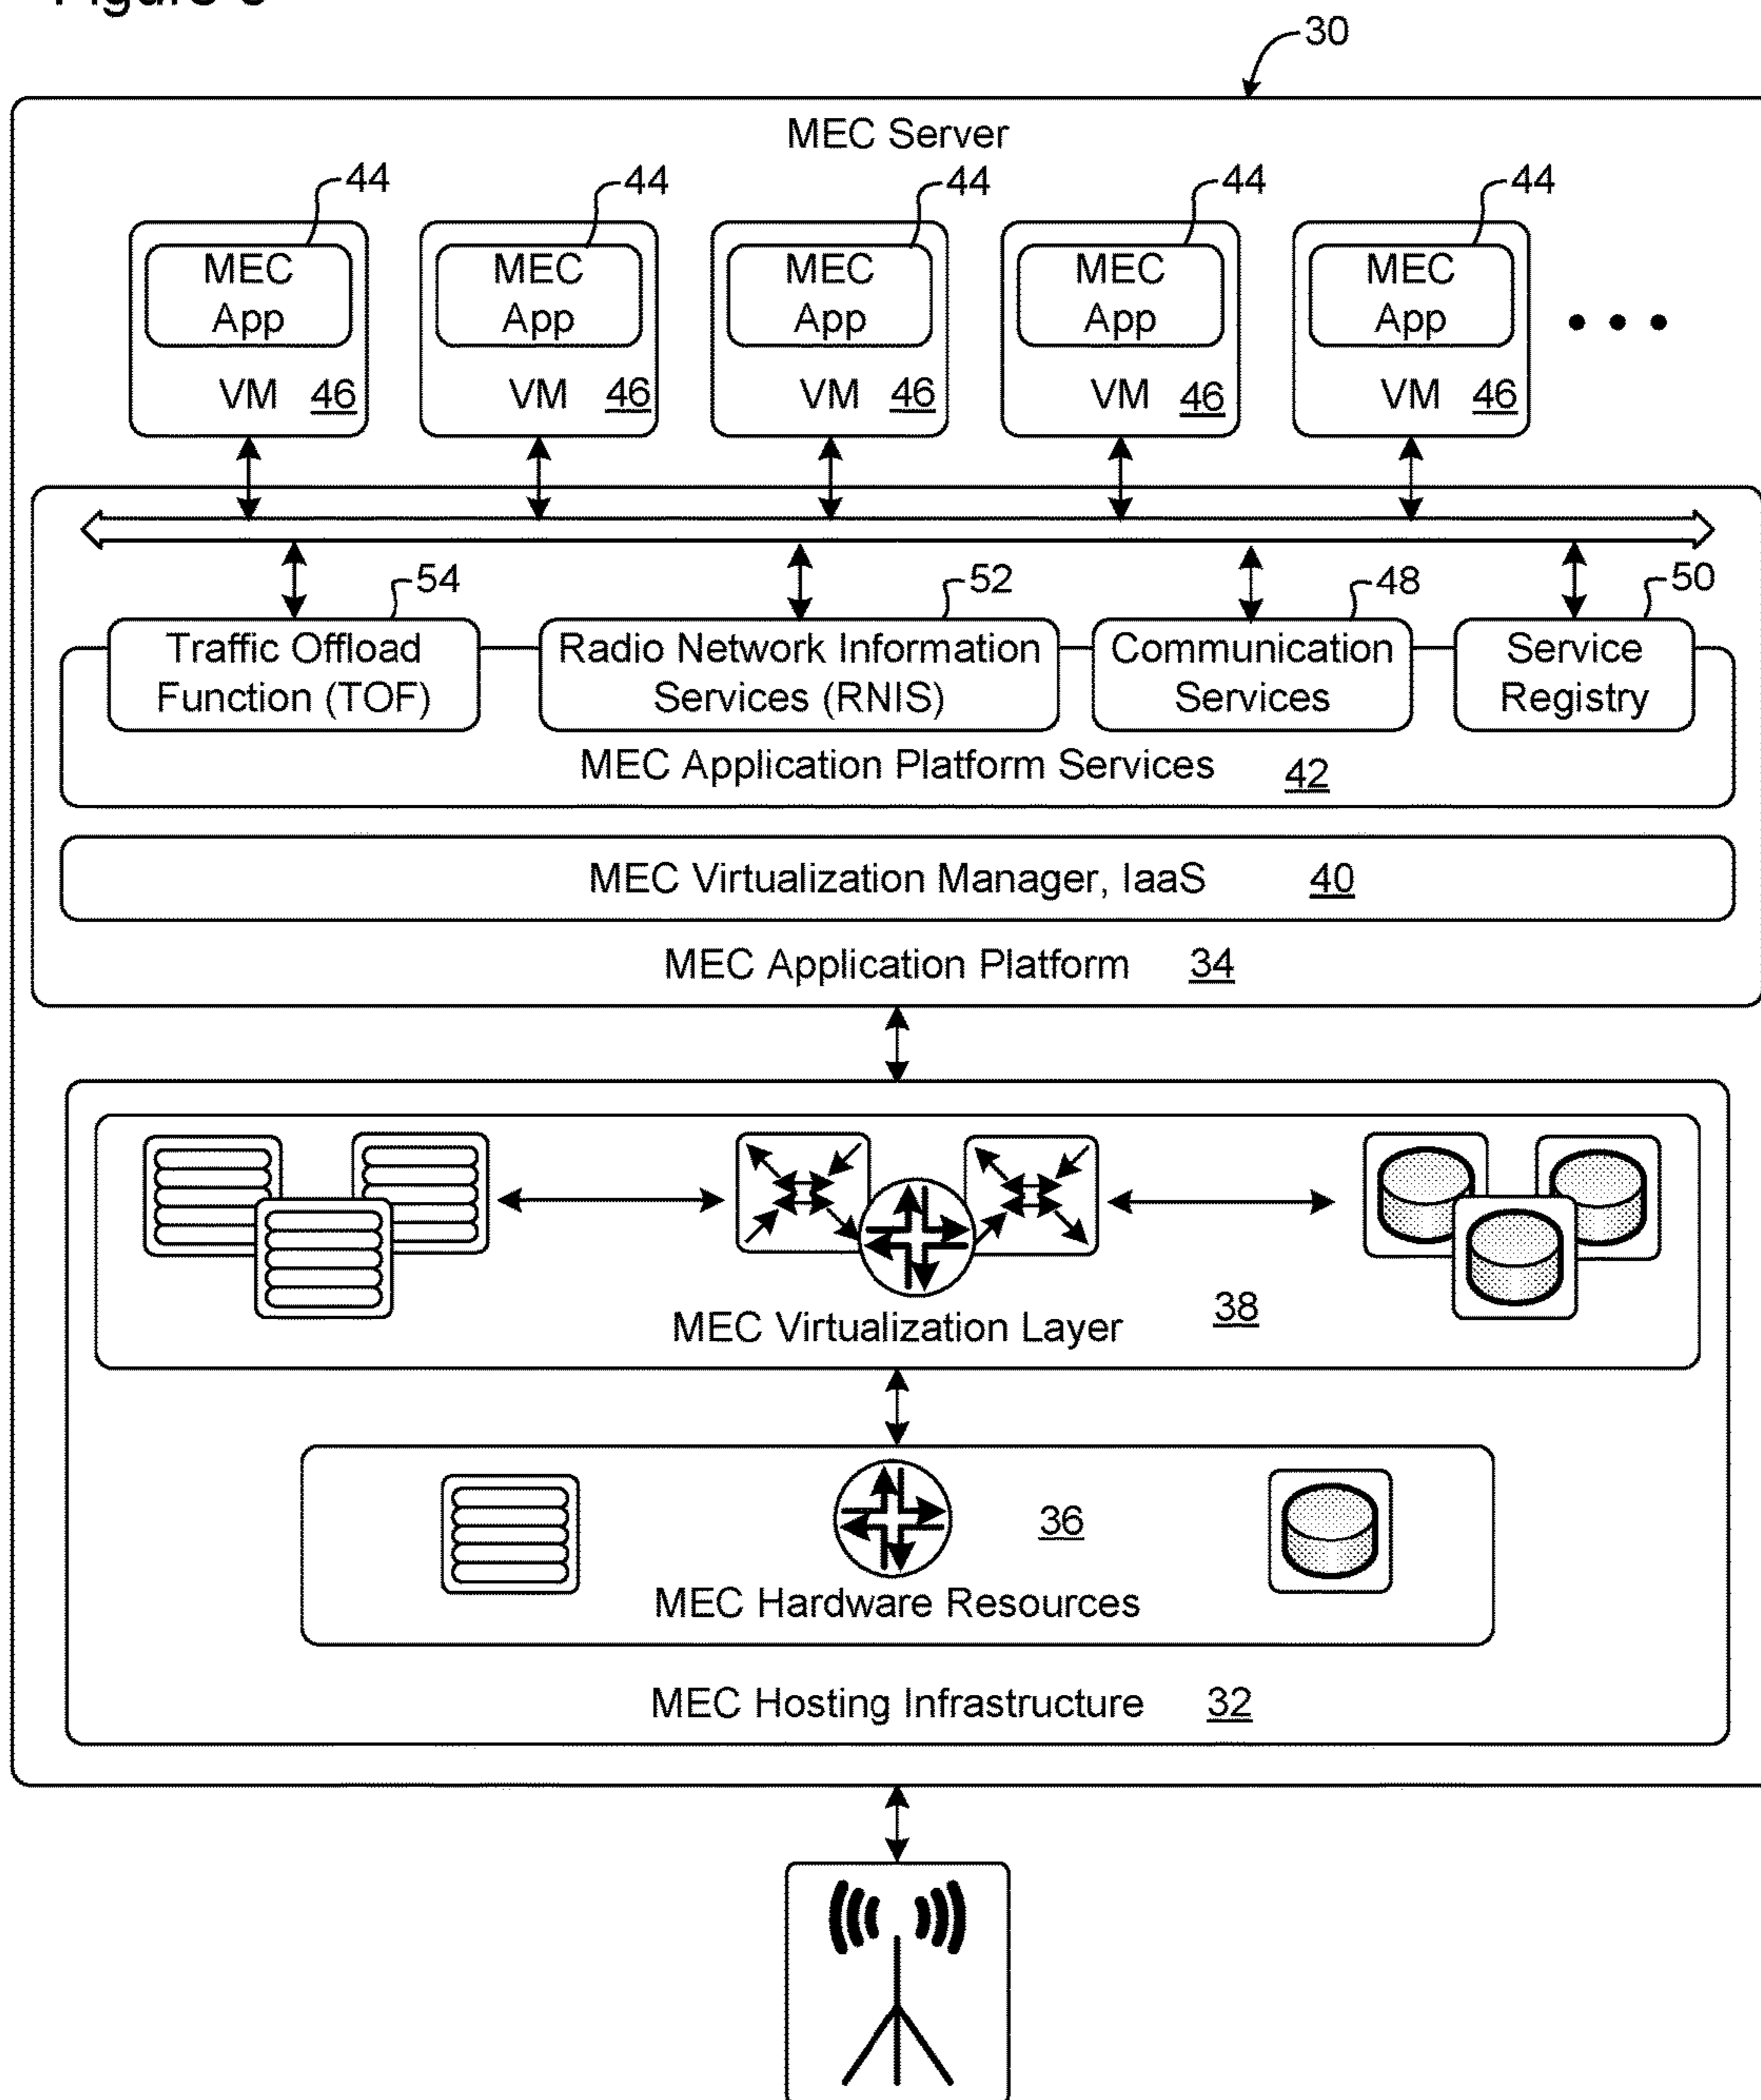 30
MEC Server
44 44 44 44 44
MEC MEC MEC MEC MEC
App App App App App
VM 46 VM 46 VM 46 VM 46 VM 46
54 52 48 50
Traffic Offload
Function (TOF)
Radio Network Information
Services (RNIS)
Communication
Services
Service
Registry
MEC Application Platform Services 42
MEC Virtualization Manager, IaaS 40
MEC Application Platform 34
MEC Virtualization Layer 38
36
MEC Hardware Resources
MEC Hosting Infrastructure 32